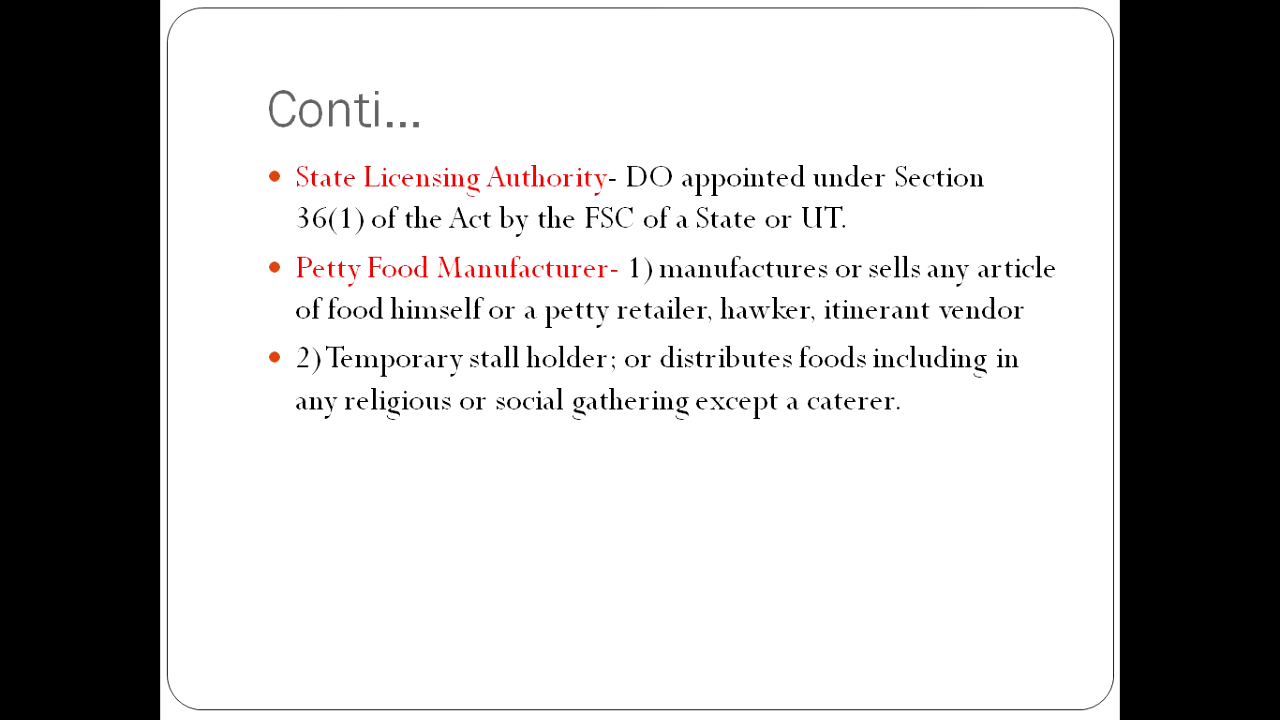 Conti...
State Licensing Authority- DO appointed under Section
36(1) of the Act by the FSC of a State or UT.
Petty Food Manufacturer- 1) manufactures or sells any article
of food himself or a petty retailer, hawker, itinerant vendor
2) Temporary stall holder; or distributes foods including in
any religious or social gathering except a caterer.